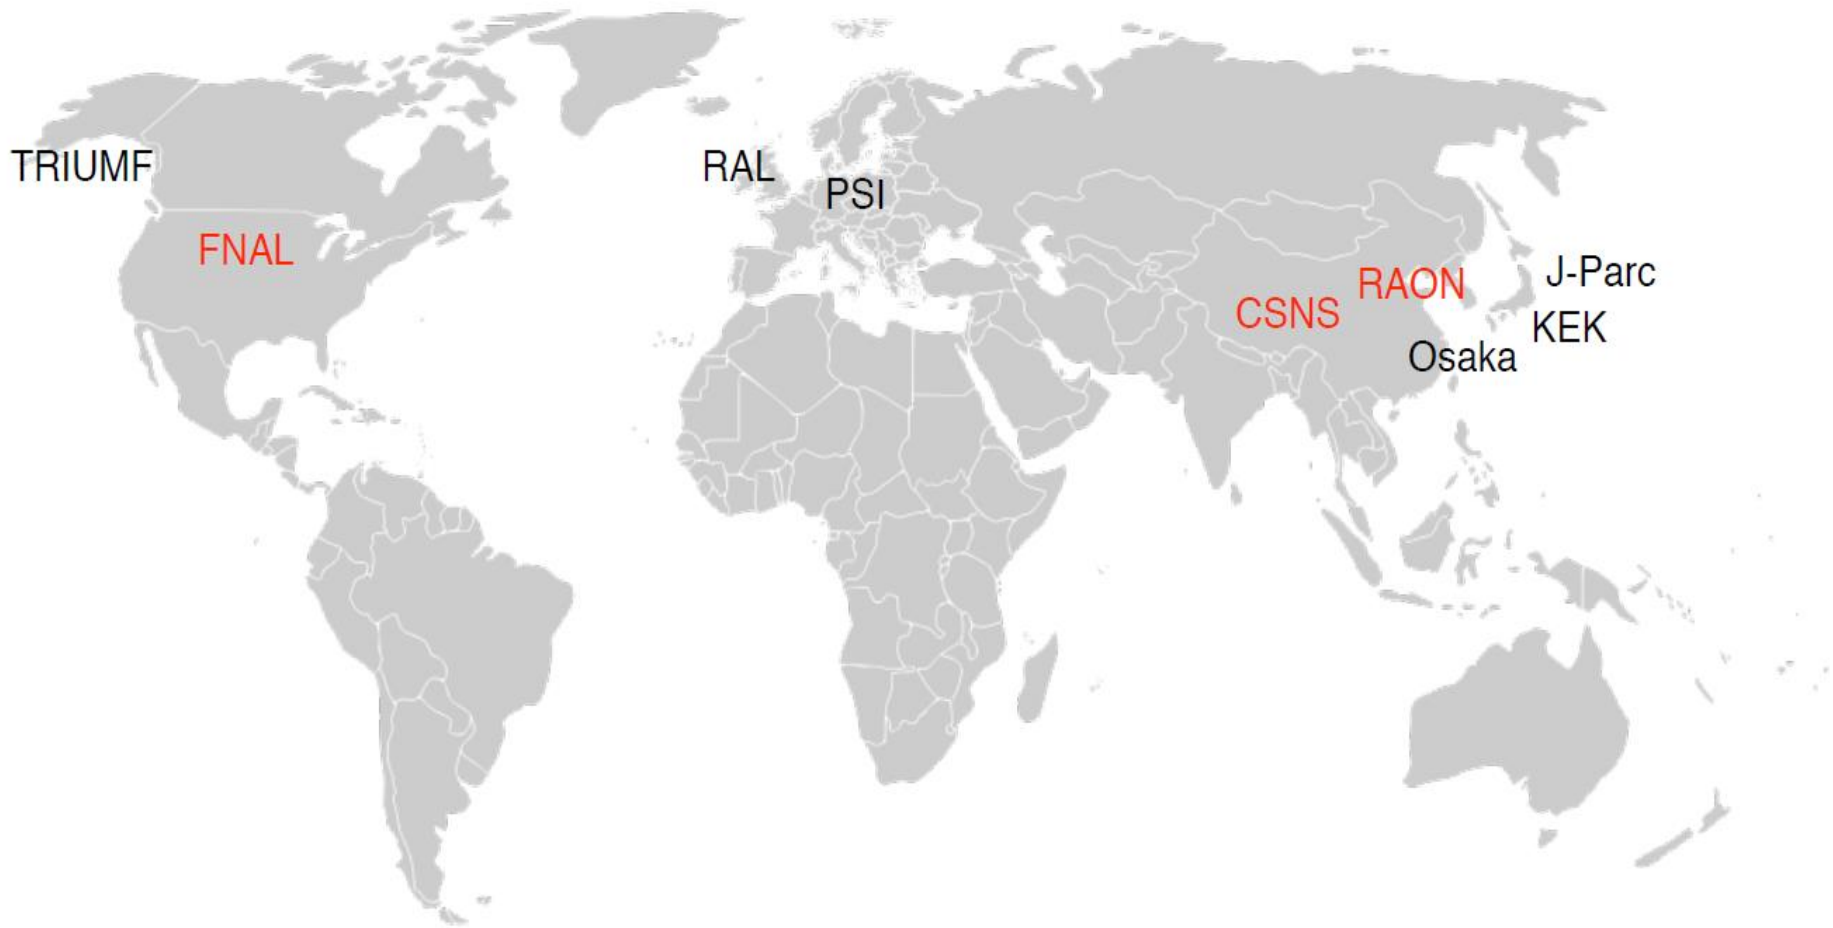 TRIUMF
RAL
PSI
FNAL
J-Parc
RAON
CSNS
KEK
Osaka